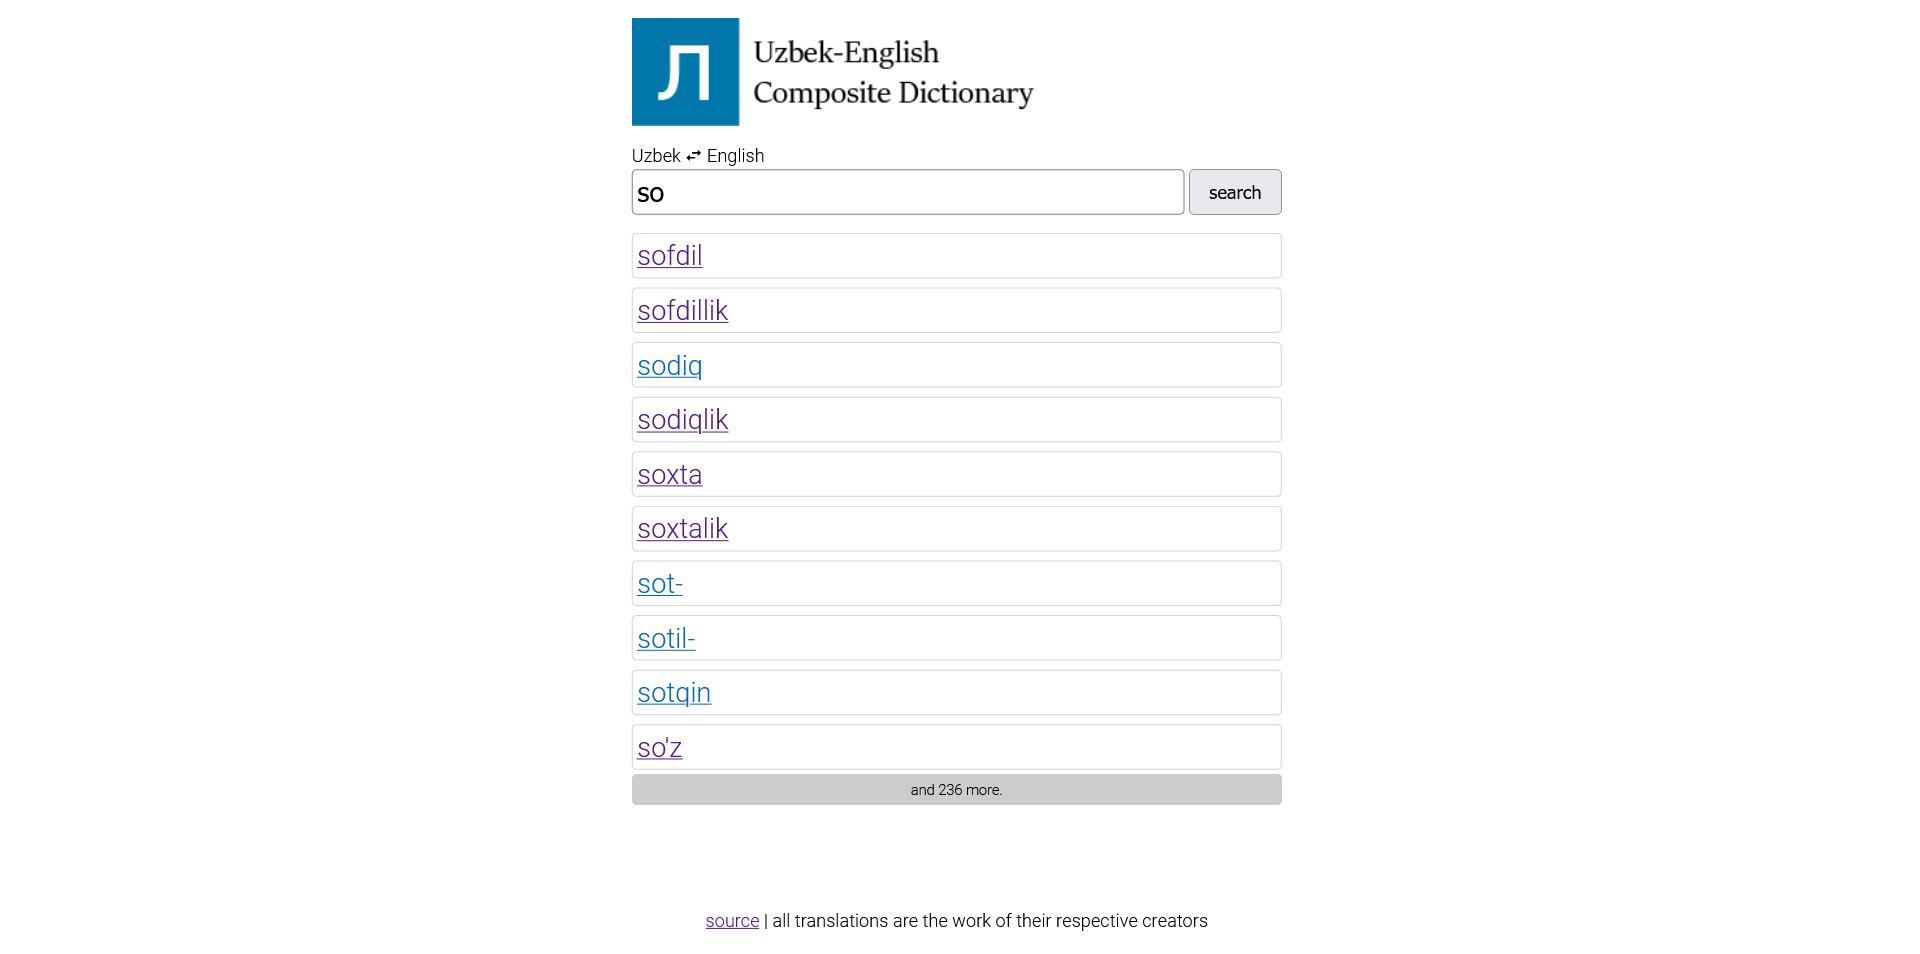 Л
Uzbek-English
Composite Dictionary
Uzbek ⇄ English
so
search
sofdil
sofdillik
sodiq
sodiqlik
soxta
soxtalik
sot-
sotil-
sotqin
so'z
and 236 more.
source | all translations are the work of their respective creators